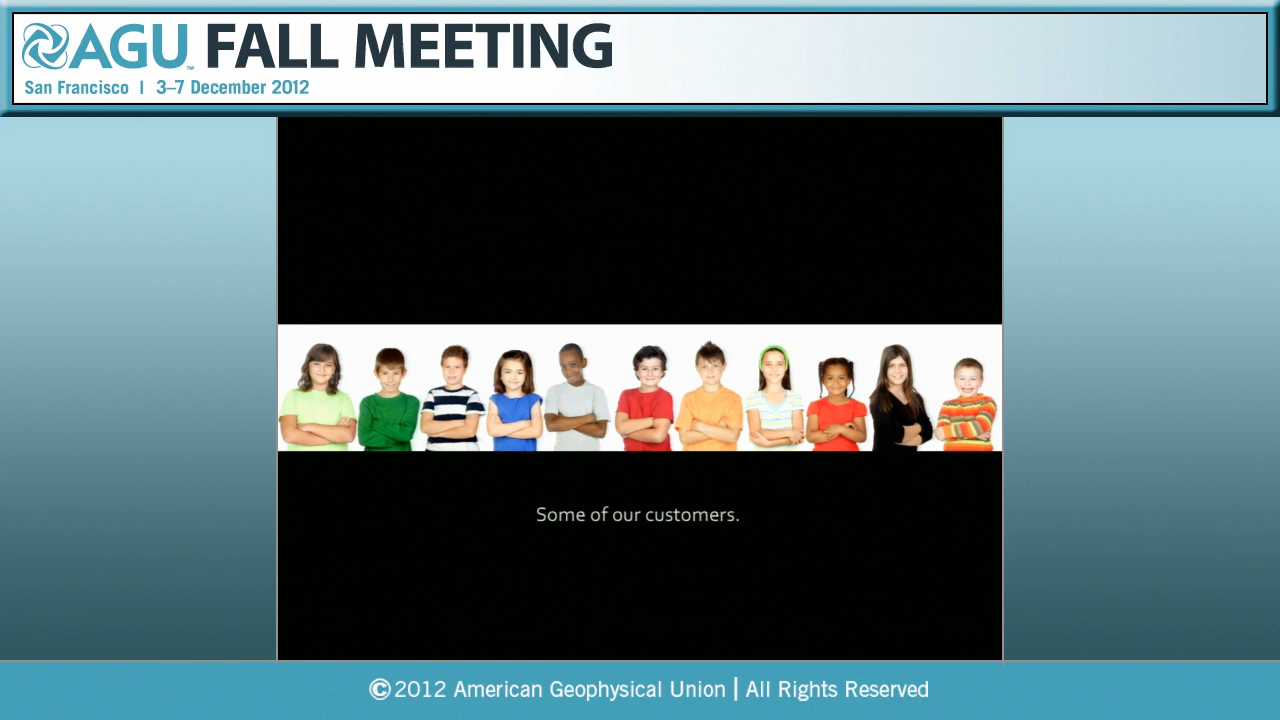 AGU™ FALL MEETING
San Francisco | 3–7 December 2012
Some of our customers.
©2012 American Geophysical Union | All Rights Reserved